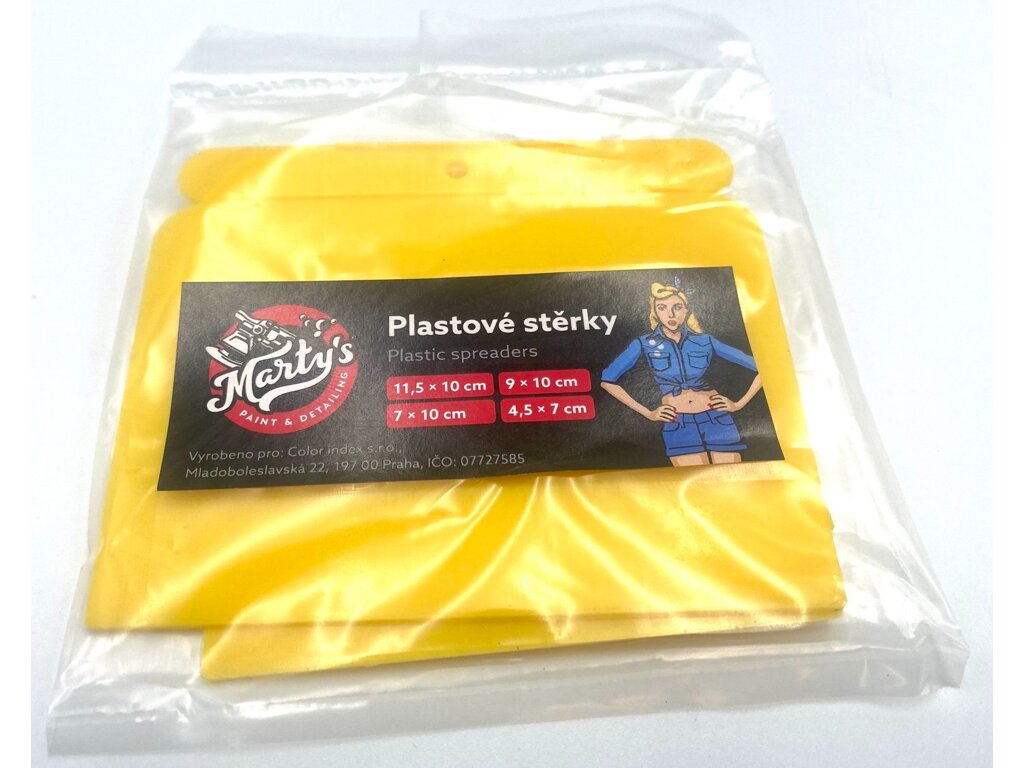 Marty's
PAINT & DETAILING
Plastové stěrky
Plastic spreaders
11,5 × 10 cm
9 × 10 cm
7 × 10 cm
4,5 × 7 cm
Vyrobeno pro: Color index s.r.o.,
Mladoboleslavská 22, 197 00 Praha, IČO: 07727585